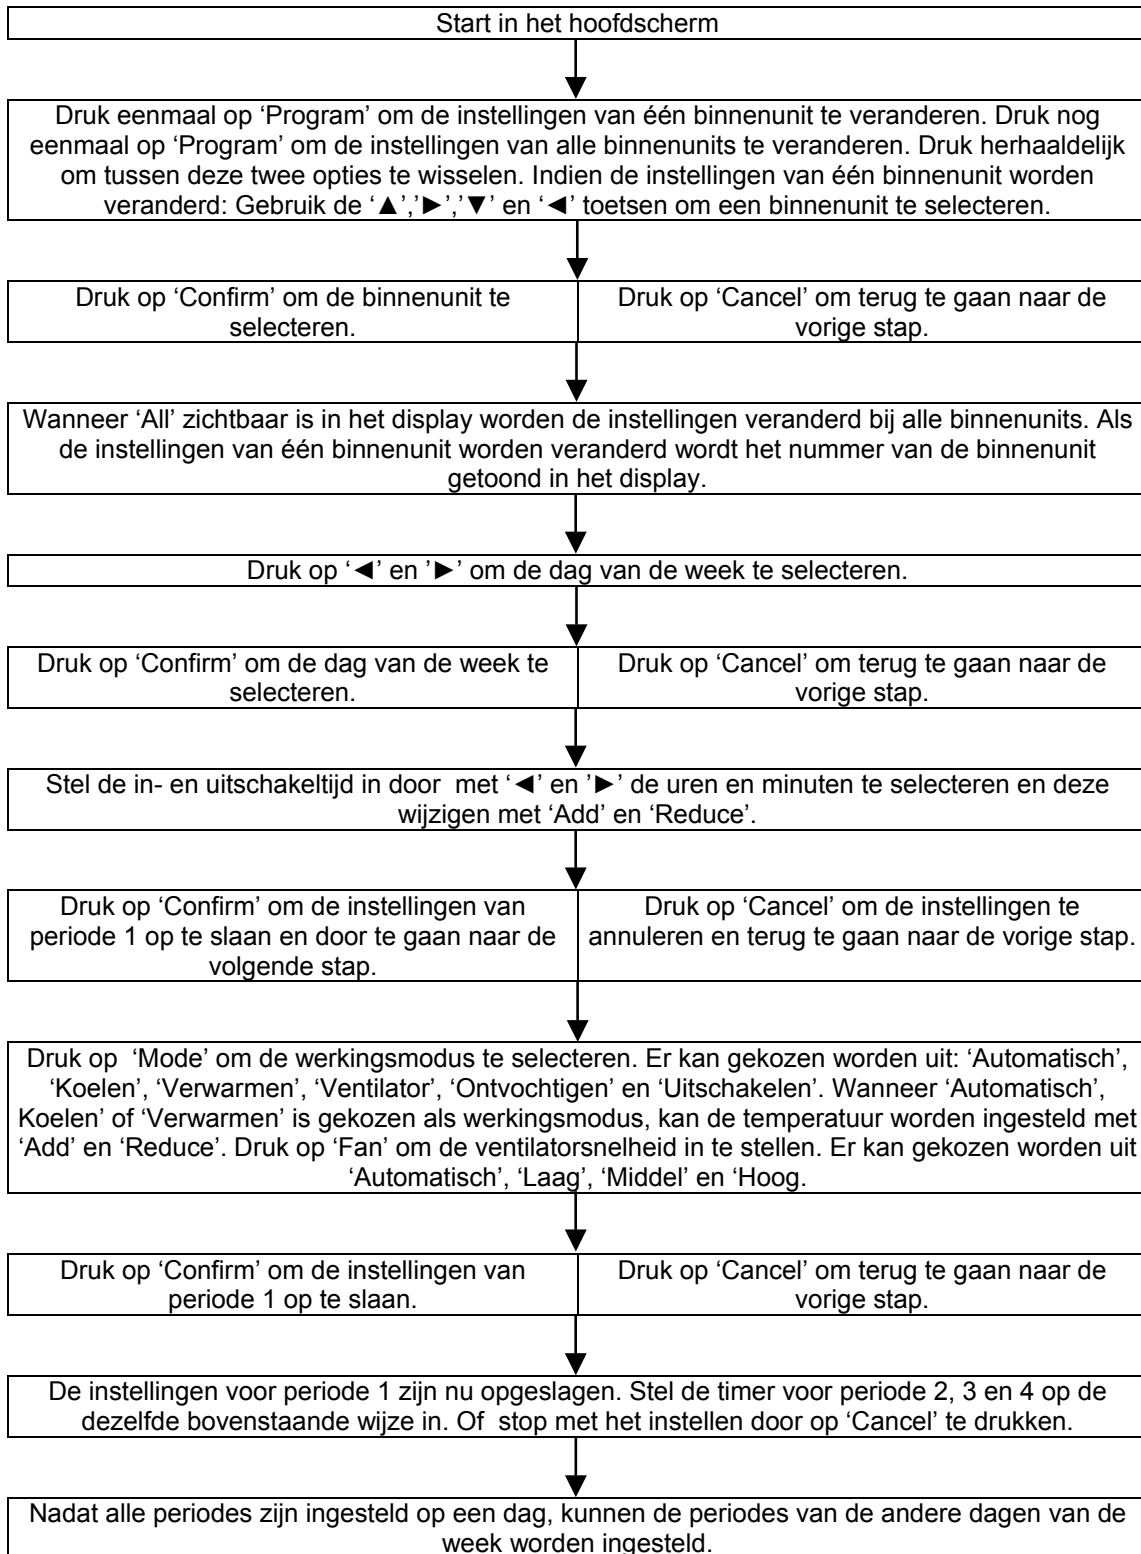 Start in het hoofdscherm
Druk eenmaal op ‘Program’ om de instellingen van één binnenunit te veranderen. Druk nog
eenmaal op ‘Program’ om de instellingen van alle binnenunits te veranderen. Druk herhaaldelijk
om tussen deze twee opties te wisselen. Indien de instellingen van één binnenunit worden
veranderd: Gebruik de ‘▲’,’►’,’▼’ en ‘◄’ toetsen om een binnenunit te selecteren.
Druk op ‘Confirm’ om de binnenunit te
selecteren.
Druk op ‘Cancel’ om terug te gaan naar de
vorige stap.
Wanneer ‘All’ zichtbaar is in het display worden de instellingen veranderd bij alle binnenunits. Als
de instellingen van één binnenunit worden veranderd wordt het nummer van de binnenunit
getoond in het display.
Druk op ‘◄’ en ’►’ om de dag van de week te selecteren.
Druk op ‘Confirm’ om de dag van de week te
selecteren.
Druk op ‘Cancel’ om terug te gaan naar de
vorige stap.
Stel de in- en uitschakeltijd in door  met ‘◄’ en ’►’ de uren en minuten te selecteren en deze
wijzigen met ‘Add’ en ‘Reduce’.
Druk op ‘Confirm’ om de instellingen van
periode 1 op te slaan en door te gaan naar de
volgende stap.
Druk op ‘Cancel’ om de instellingen te
annuleren en terug te gaan naar de vorige stap.
Druk op  ‘Mode’ om de werkingsmodus te selecteren. Er kan gekozen worden uit: ‘Automatisch’,
‘Koelen’, ‘Verwarmen’, ‘Ventilator’, ‘Ontvochtigen’ en ‘Uitschakelen’. Wanneer ‘Automatisch’,
Koelen’ of ‘Verwarmen’ is gekozen als werkingsmodus, kan de temperatuur worden ingesteld met
‘Add’ en ‘Reduce’. Druk op ‘Fan’ om de ventilatorsnelheid in te stellen. Er kan gekozen worden uit
‘Automatisch’, ‘Laag’, ‘Middel’ en ‘Hoog.
Druk op ‘Confirm’ om de instellingen van
periode 1 op te slaan.
Druk op ‘Cancel’ om terug te gaan naar de
vorige stap.
De instellingen voor periode 1 zijn nu opgeslagen. Stel de timer voor periode 2, 3 en 4 op de
dezelfde bovenstaande wijze in. Of  stop met het instellen door op ‘Cancel’ te drukken.
Nadat alle periodes zijn ingesteld op een dag, kunnen de periodes van de andere dagen van de
week worden ingesteld.